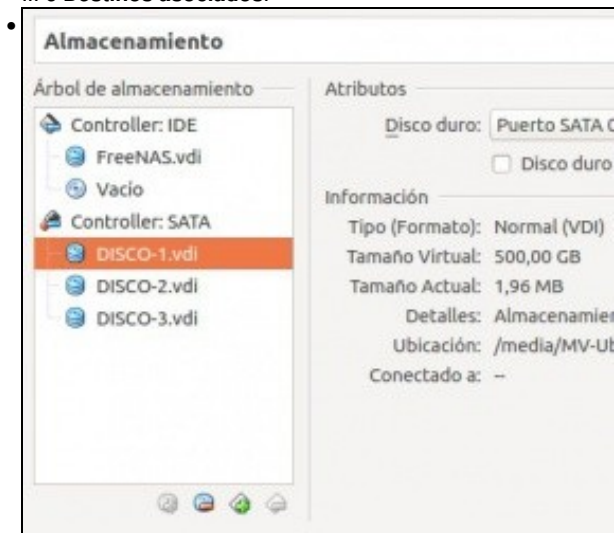 Almacenamiento
Árbol de almacenamiento
Controller: IDE
FreeNAS.vdi
Vacío
Controller: SATA
DISCO-1.vdi
DISCO-2.vdi
DISCO-3.vdi
Atributos
Disco duro: Puerto SATA
Disco duro
Información
Tipo (Formato): Normal (VDI)
Tamaño Virtual: 500,00 GB
Tamaño Actual: 1,96 MB
Detalles: Almacenamie
Ubicación: /media/MV-Ub
Conectado a: --